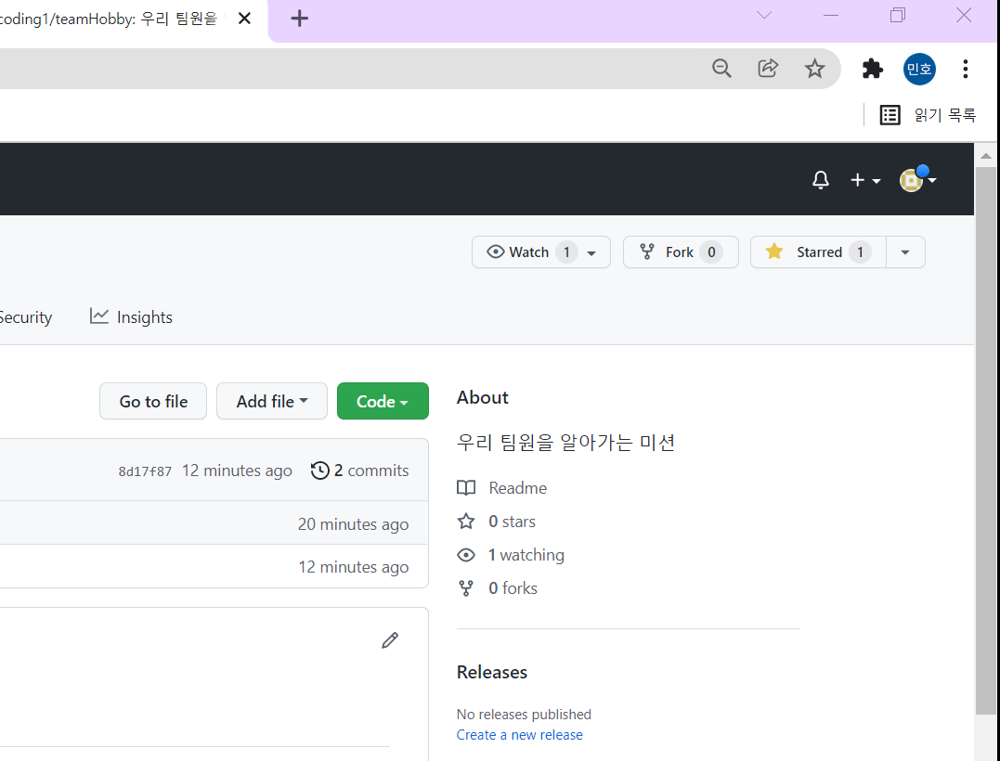 coding1/teamHobby: 우리 팀원을
민호
읽기 목록
Watch 1
Fork 0
Starred 1
Security
Insights
Go to file
Add file
Code
About
우리 팀원을 알아가는 미션
8d17f87 12 minutes ago 2 commits
Readme
20 minutes ago
0 stars
1 watching
12 minutes ago
0 forks
Releases
No releases published
Create a new release